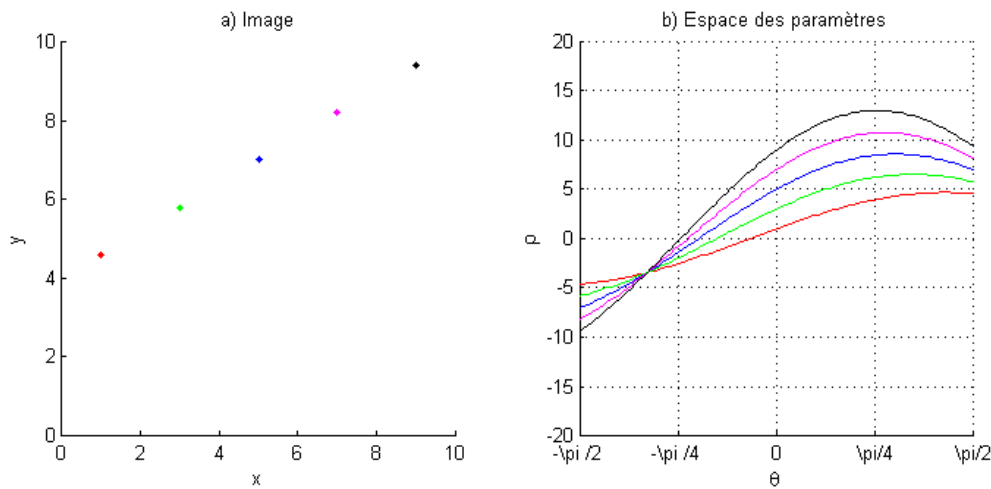 a) Image
10
8
6
4
2
0
y
0 2 4 6 8 10
x
b) Espace des paramètres
20
15
10
5
0
-5
-10
-15
-20
ρ
-\pi /2 -\pi /4 0 \pi/4 \pi/2
θ